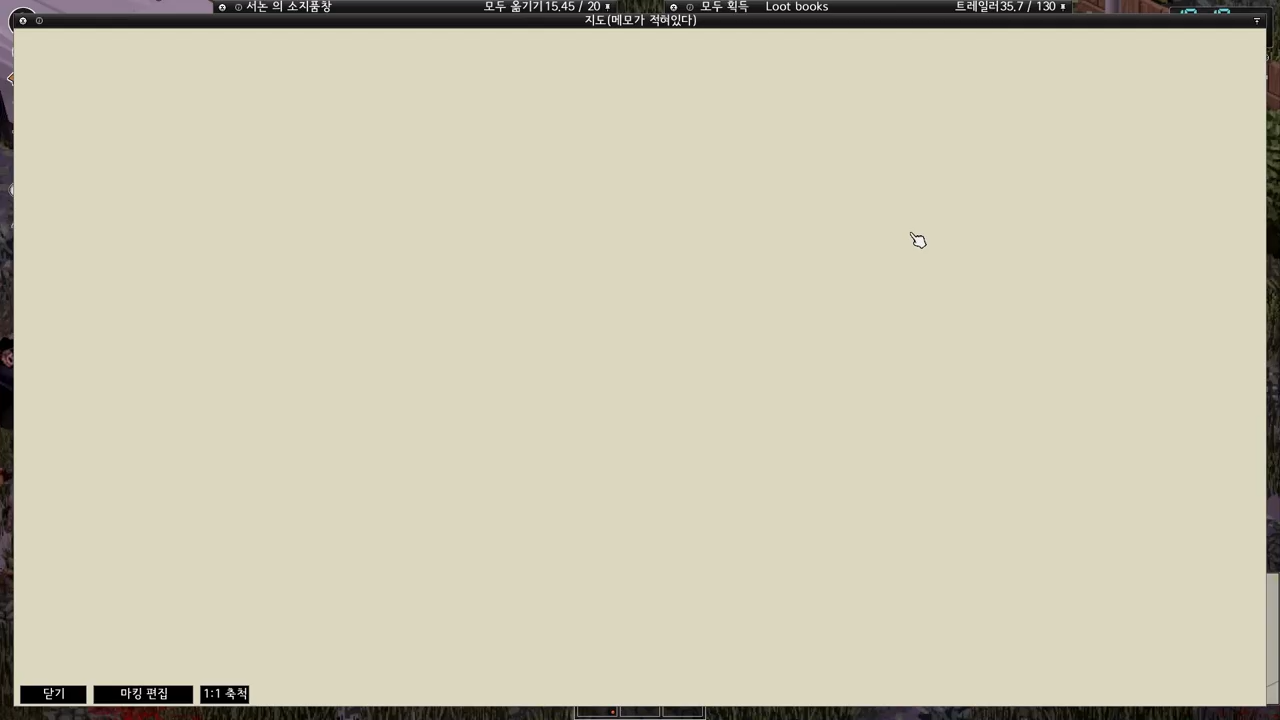 서논 의 소지품창 모두 옮기기 15.45 / 20 모두 획득 Loot books 트레일러 35.7 / 130
지도(메모가 적혀있다)
닫기 마킹 편집 1:1 축척